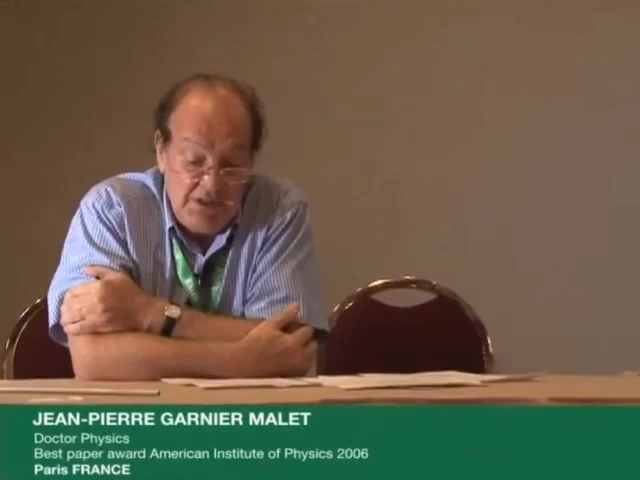 JEAN-PIERRE GARNIER MALET
Doctor Physics
Best paper award American Institute of Physics 2006
Paris FRANCE